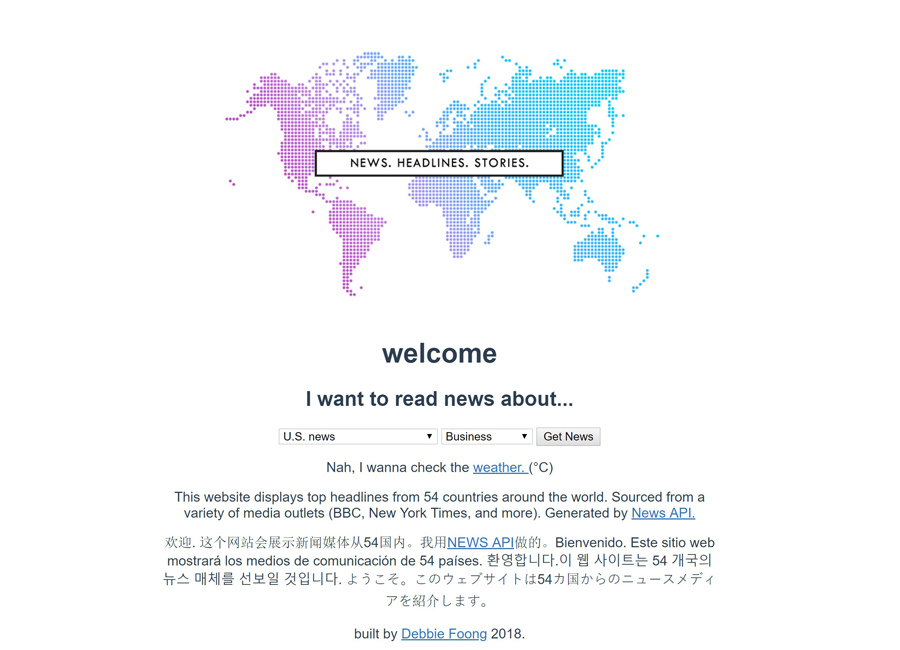 NEWS. HEADLINES. STORIES.
welcome
I want to read news about...
U.S. news Business Get News
Nah, I wanna check the weather. (°C)
This website displays top headlines from 54 countries around the world. Sourced from a
variety of media outlets (BBC, New York Times, and more). Generated by News API.
欢迎. 这个网站会展示新闻媒体从54国内。我用NEWS API做的。Bienvenido. Este sitio web
mostrará los medios de comunicación de 54 países. 환영합니다.이 웹 사이트는 54 개국의
뉴스 매체를 선보일 것입니다. ようこそ。このウェブサイトは54カ国からのニュースメディ
アを紹介します。
built by Debbie Foong 2018.